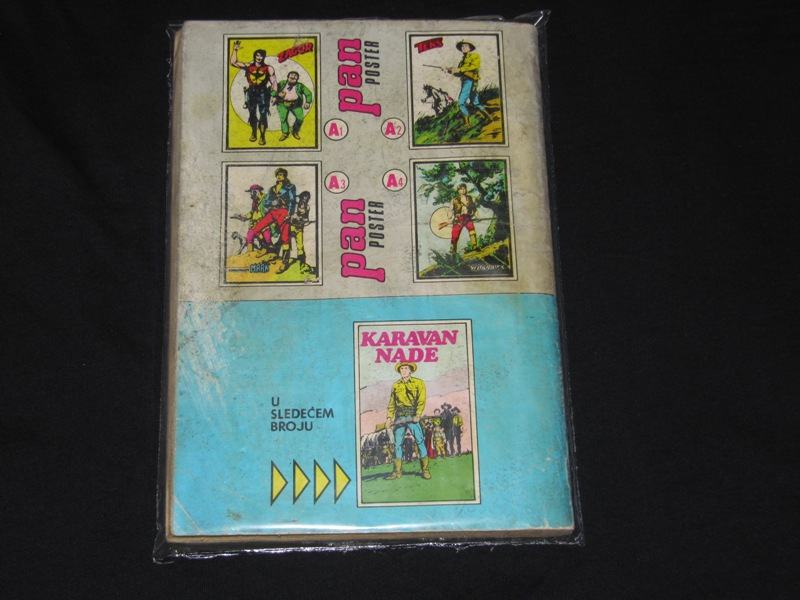 ZAGOR
pan
POSTER
TEKS
A1
A2
A3
A4
pan
POSTER
MARK
KARAVAN
NADE
U
SLEDEĆEM
BROJU